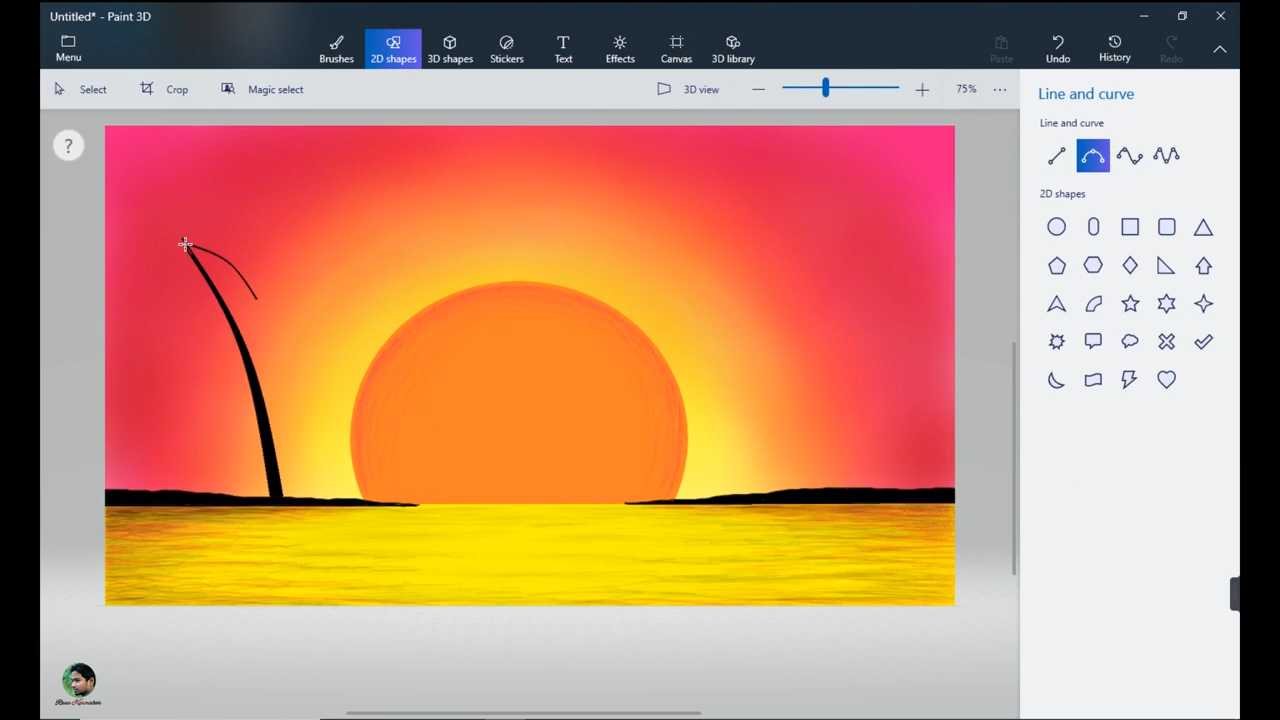 Untitled* - Paint 3D
Menu
Brushes
2D shapes
3D shapes
Stickers
Text
Effects
Canvas
3D library
Paste
Undo
History
Redo
Select
Crop
Magic select
3D view
75%
Line and curve
Line and curve
2D shapes
?